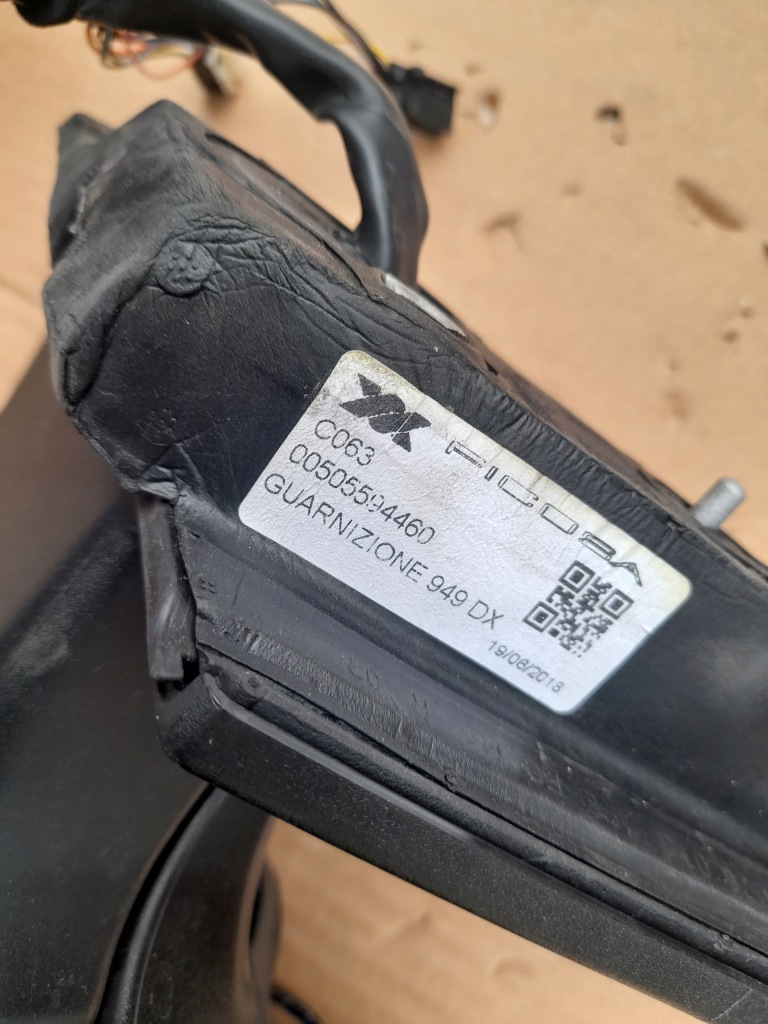 FICOSA
C063
00505594460
GUARNIZIONE 949 DX
19/06/2018